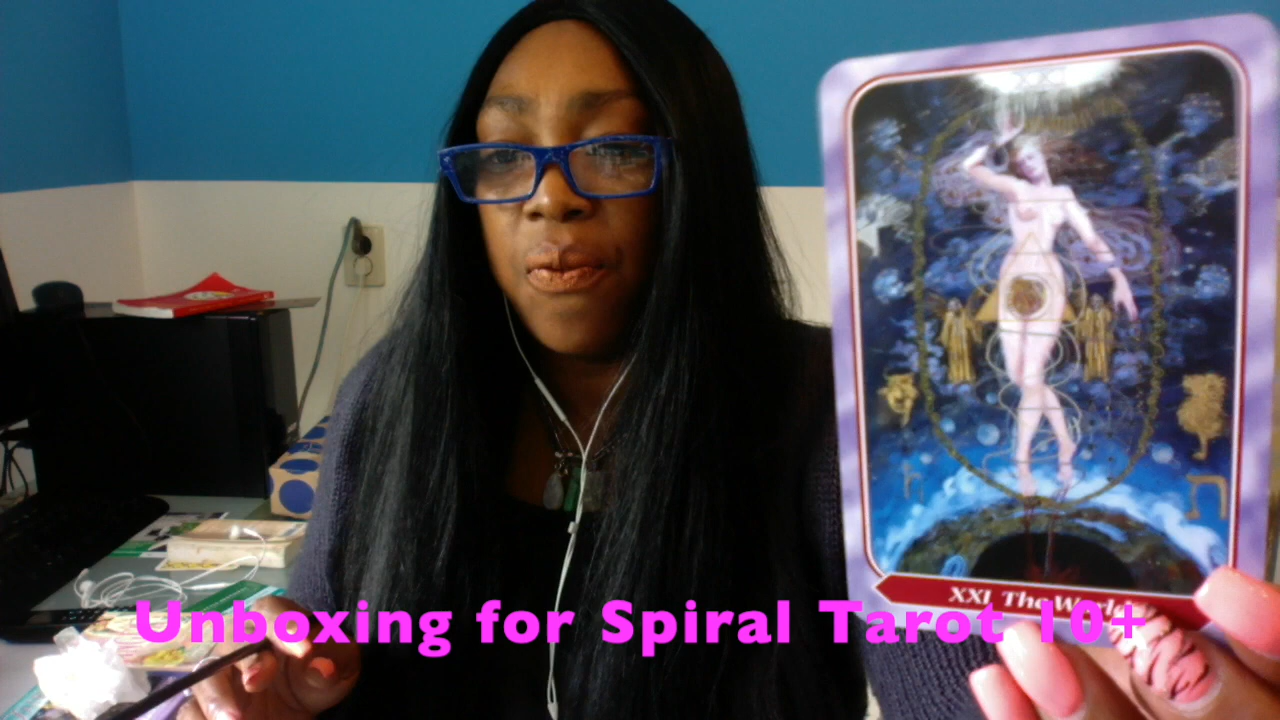 ת
XXI The World
Unboxing for Spiral Tarot 10+